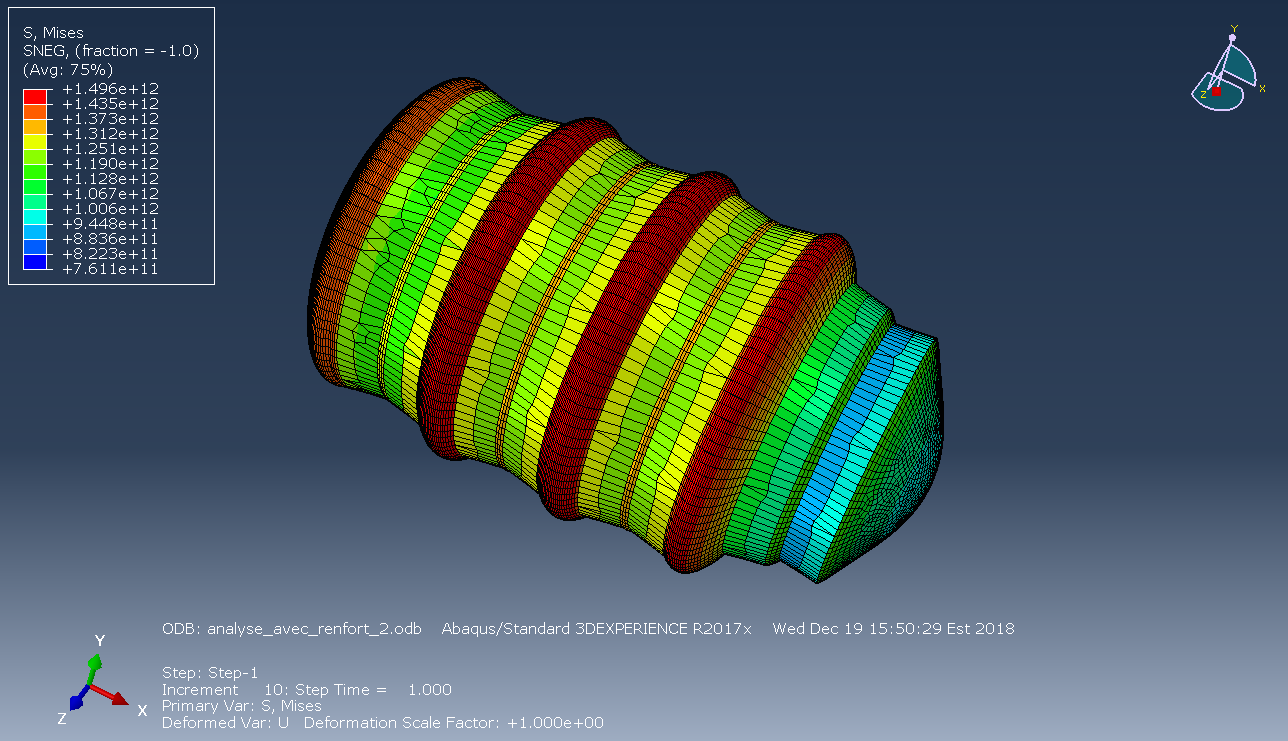 S, Mises
SNEG, (fraction = -1.0)
(Avg: 75%)
+1.496e+12
+1.435e+12
+1.373e+12
+1.312e+12
+1.251e+12
+1.190e+12
+1.128e+12
+1.067e+12
+1.006e+12
+9.448e+11
+8.836e+11
+8.223e+11
+7.611e+11
Y
X
Z
ODB: analyse_avec_renfort_2.odb Abaqus/Standard 3DEXPERIENCE R2017x Wed Dec 19 15:50:29 Est 2018
Y
X
Z
Step: Step-1
Increment 10: Step Time = 1.000
Primary Var: S, Mises
Deformed Var: U Deformation Scale Factor: +1.000e+00